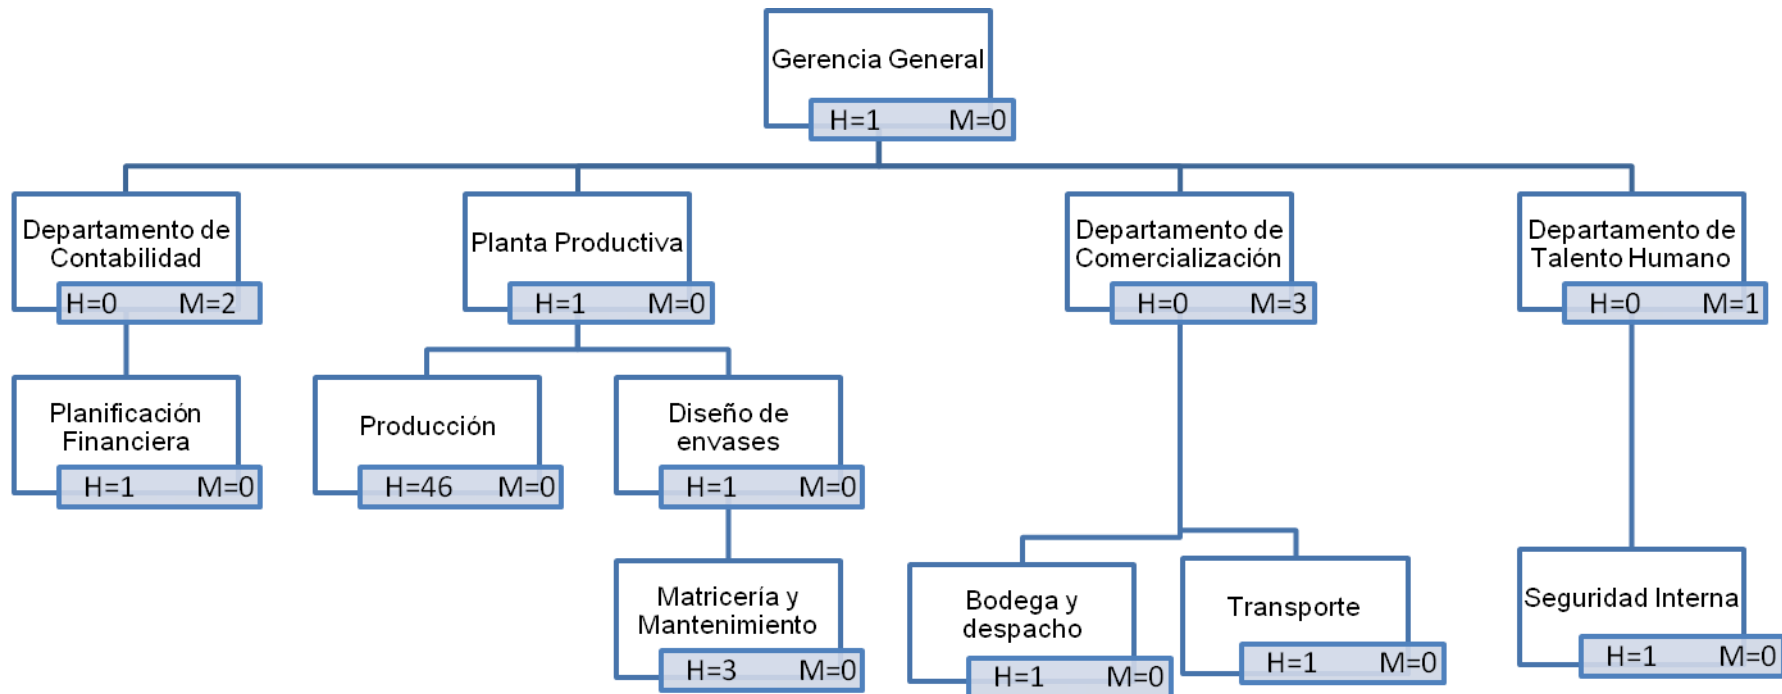 Gerencia General
H=1 M=0
Departamento de
Contabilidad
H=0 M=2
Planta Productiva
H=1 M=0
Departamento de
Comercialización
H=0 M=3
Departamento de
Talento Humano
H=0 M=1
Planificación
Financiera
H=1 M=0
Producción
H=46 M=0
Diseño de
envases
H=1 M=0
Matricería y
Mantenimiento
H=3 M=0
Bodega y
despacho
H=1 M=0
Transporte
H=1 M=0
Seguridad Interna
H=1 M=0